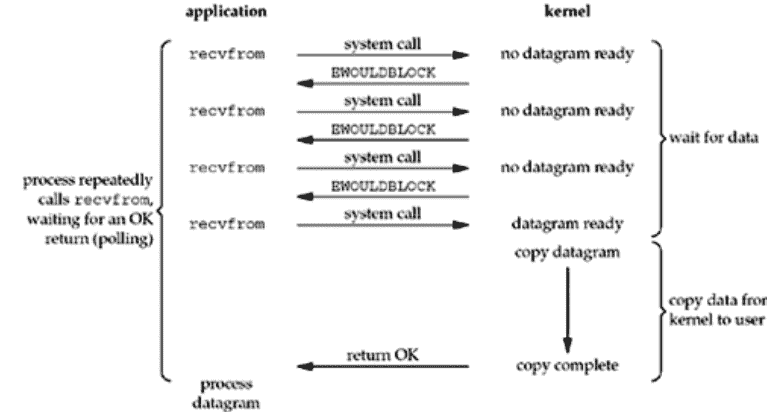 application
kernel
recvfrom
system call
no datagram ready
EWOULDBLOCK
recvfrom
system call
no datagram ready
EWOULDBLOCK
wait for data
recvfrom
system call
no datagram ready
process repeatedly
calls recvfrom,
waiting for an OK
return (polling)
EWOULDBLOCK
recvfrom
system call
datagram ready
copy datagram
copy data from
kernel to user
return OK
copy complete
process
datagram